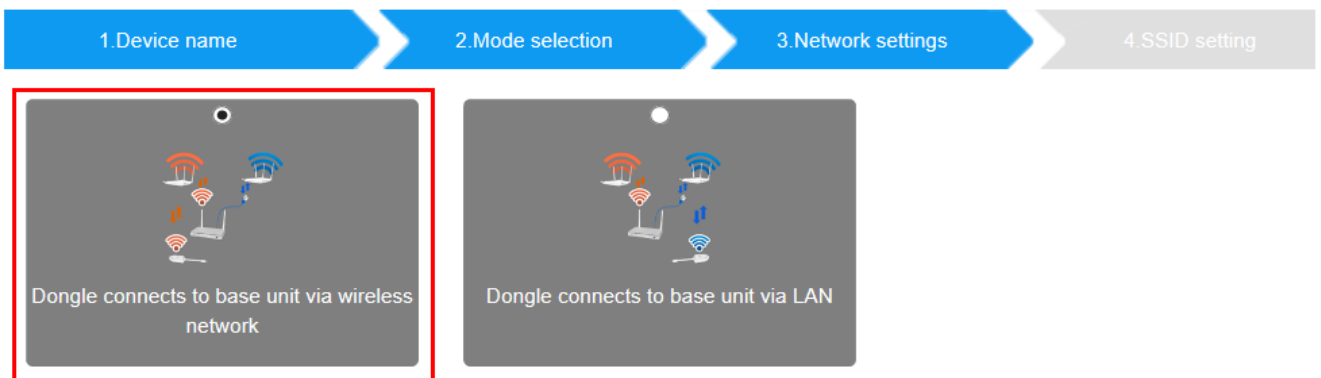 1.Device name
2.Mode selection
3.Network settings
4.SSID setting
Dongle connects to base unit via wireless
network
Dongle connects to base unit via LAN